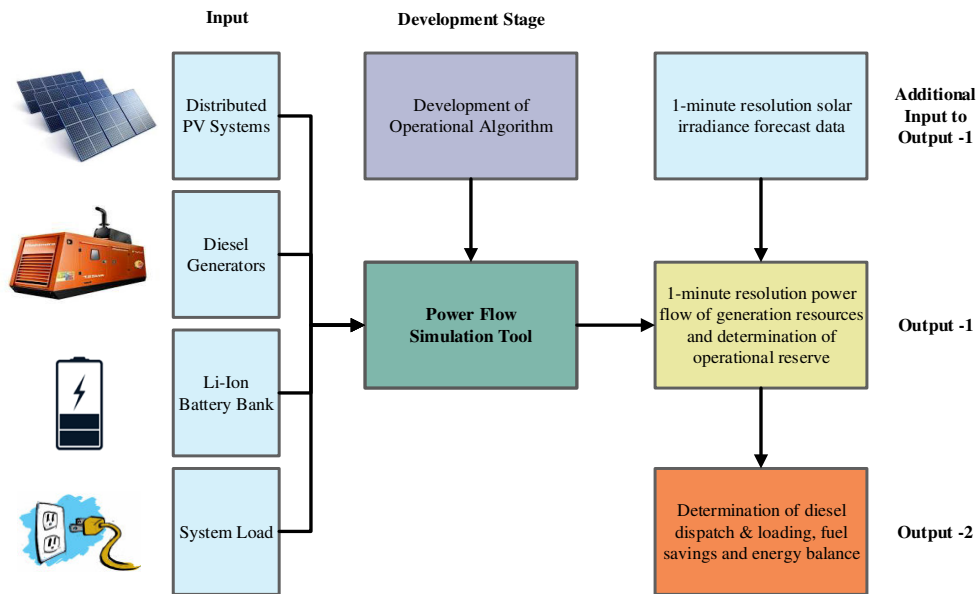 Input
Development Stage
Distributed
PV Systems
Development of
Operational Algorithm
1-minute resolution solar
irradiance forecast data
Additional
Input to
Output -1
Diesel
Generators
Power Flow
Simulation Tool
1-minute resolution power
flow of generation resources
and determination of
operational reserve
Output -1
Li-Ion
Battery Bank
System Load
Determination of diesel
dispatch & loading, fuel
savings and energy balance
Output -2